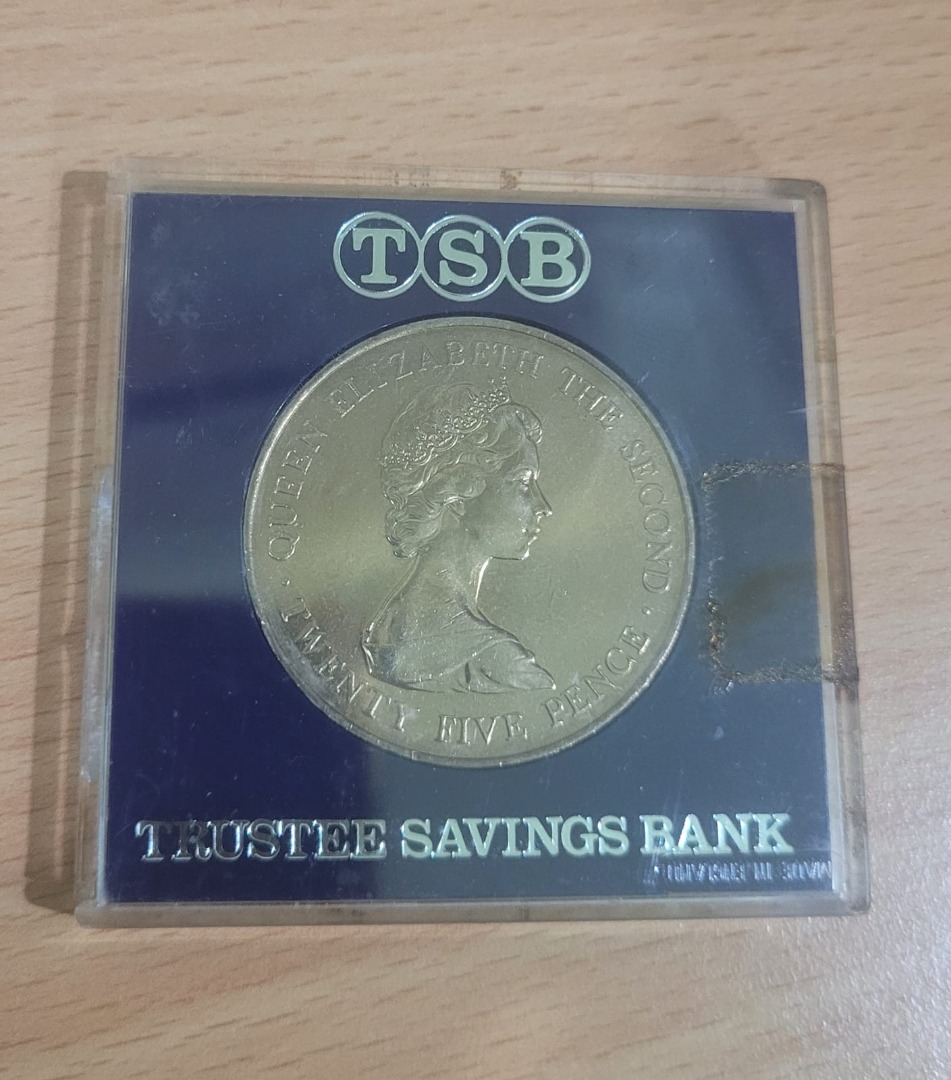 TSB
QUEEN ELIZABETH THE SECOND
· TWENTY FIVE PENCE ·
TRUSTEE SAVINGS BANK